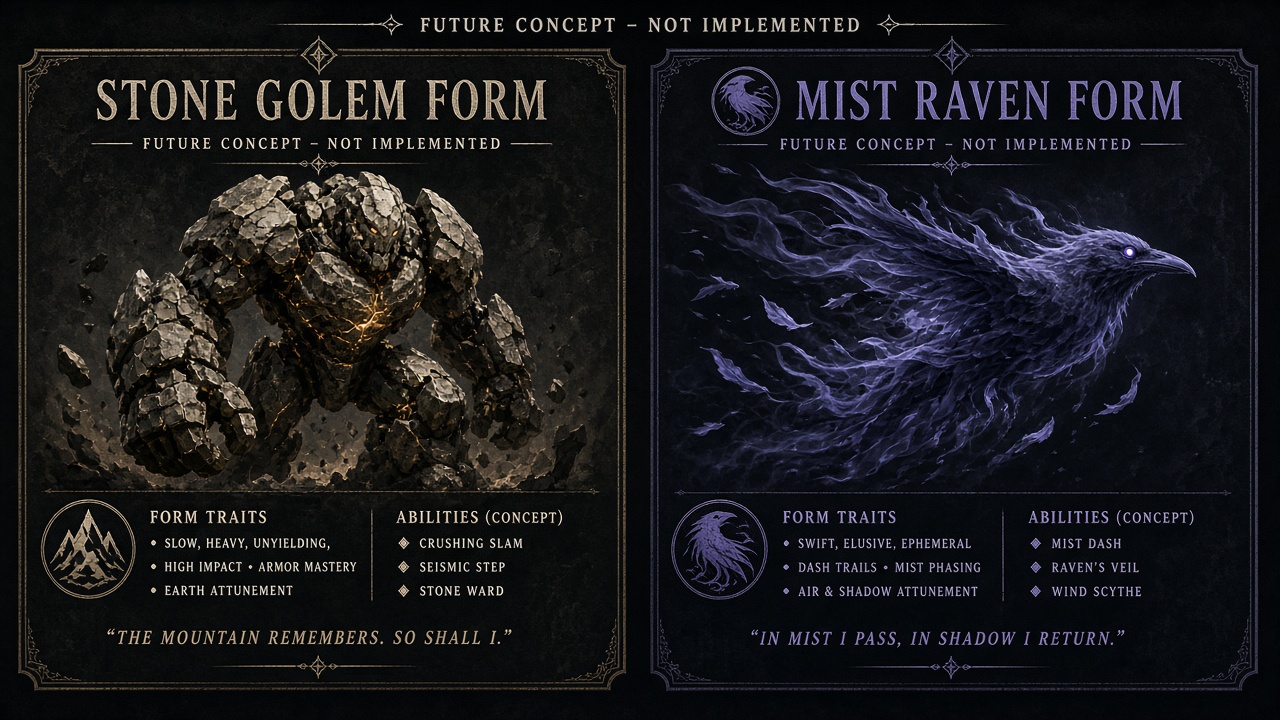 FUTURE CONCEPT – NOT IMPLEMENTED
STONE GOLEM FORM
FUTURE CONCEPT – NOT IMPLEMENTED
FORM TRAITS
• SLOW, HEAVY, UNYIELDING,
• HIGH IMPACT • ARMOR MASTERY
• EARTH ATTUNEMENT
ABILITIES (CONCEPT)
CRUSHING SLAM
SEISMIC STEP
STONE WARD
“THE MOUNTAIN REMEMBERS. SO SHALL I.”
MIST RAVEN FORM
FUTURE CONCEPT – NOT IMPLEMENTED
FORM TRAITS
• SWIFT, ELUSIVE, EPHEMERAL
• DASH TRAILS • MIST PHASING
• AIR & SHADOW ATTUNEMENT
ABILITIES (CONCEPT)
MIST DASH
RAVEN'S VEIL
WIND SCYTHE
“IN MIST I PASS, IN SHADOW I RETURN.”